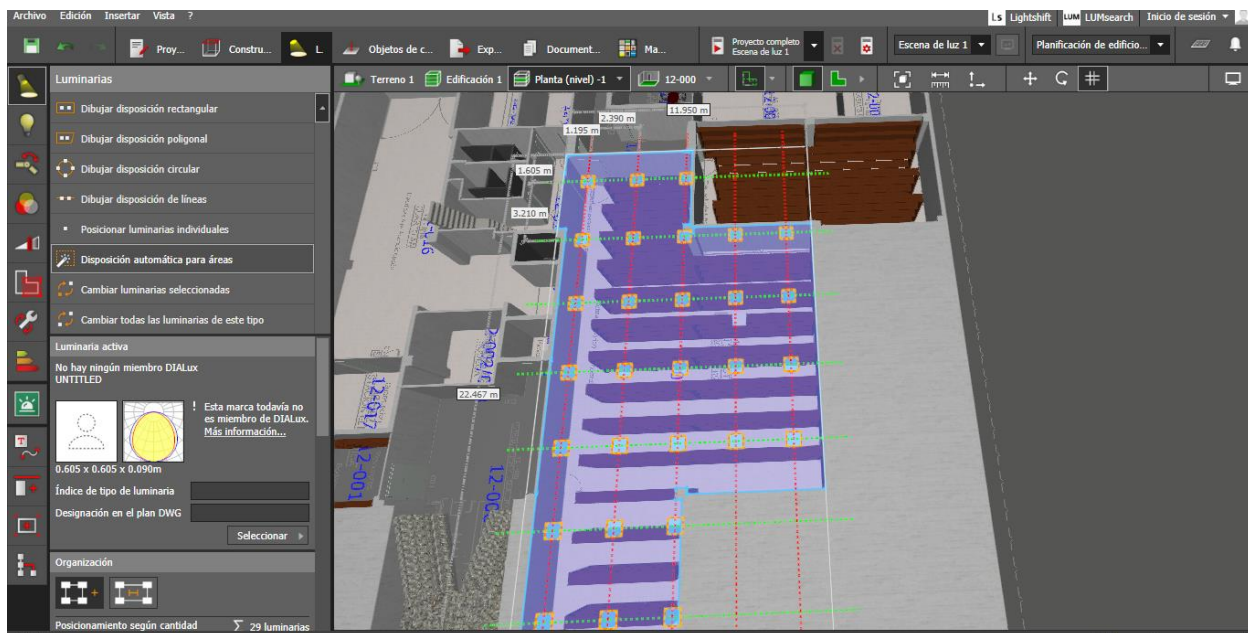 Archivo Edición Insertar Vista ?
Ls Lightshift LUM LUMsearch Inicio de sesión
Proy... Constru... L. Objetos de c... Exp... Document... Ma... Proyecto completo Escena de luz 1 Escena de luz 1 Planificación de edificio...
Luminarias
Terreno 1 Edificación 1 Planta (nivel) -1 12-000
Dibujar disposición rectangular
Dibujar disposición poligonal
Dibujar disposición circular
Dibujar disposición de líneas
Posicionar luminarias individuales
Disposición automática para áreas
Cambiar luminarias seleccionadas
Cambiar todas las luminarias de este tipo
Luminaria activa
No hay ningún miembro DIALux
UNTITLED
! Esta marca todavía no
es miembro de DIALux.
Más información...
0.605 x 0.605 x 0.090m
Índice de tipo de luminaria
Designación en el plan DWG
Seleccionar
Organización
Posicionamiento según cantidad Σ 29 luminarias
11.950 m
2.390 m
1.195 m
1.605 m
3.210 m
22.467 m
12-017
12-001